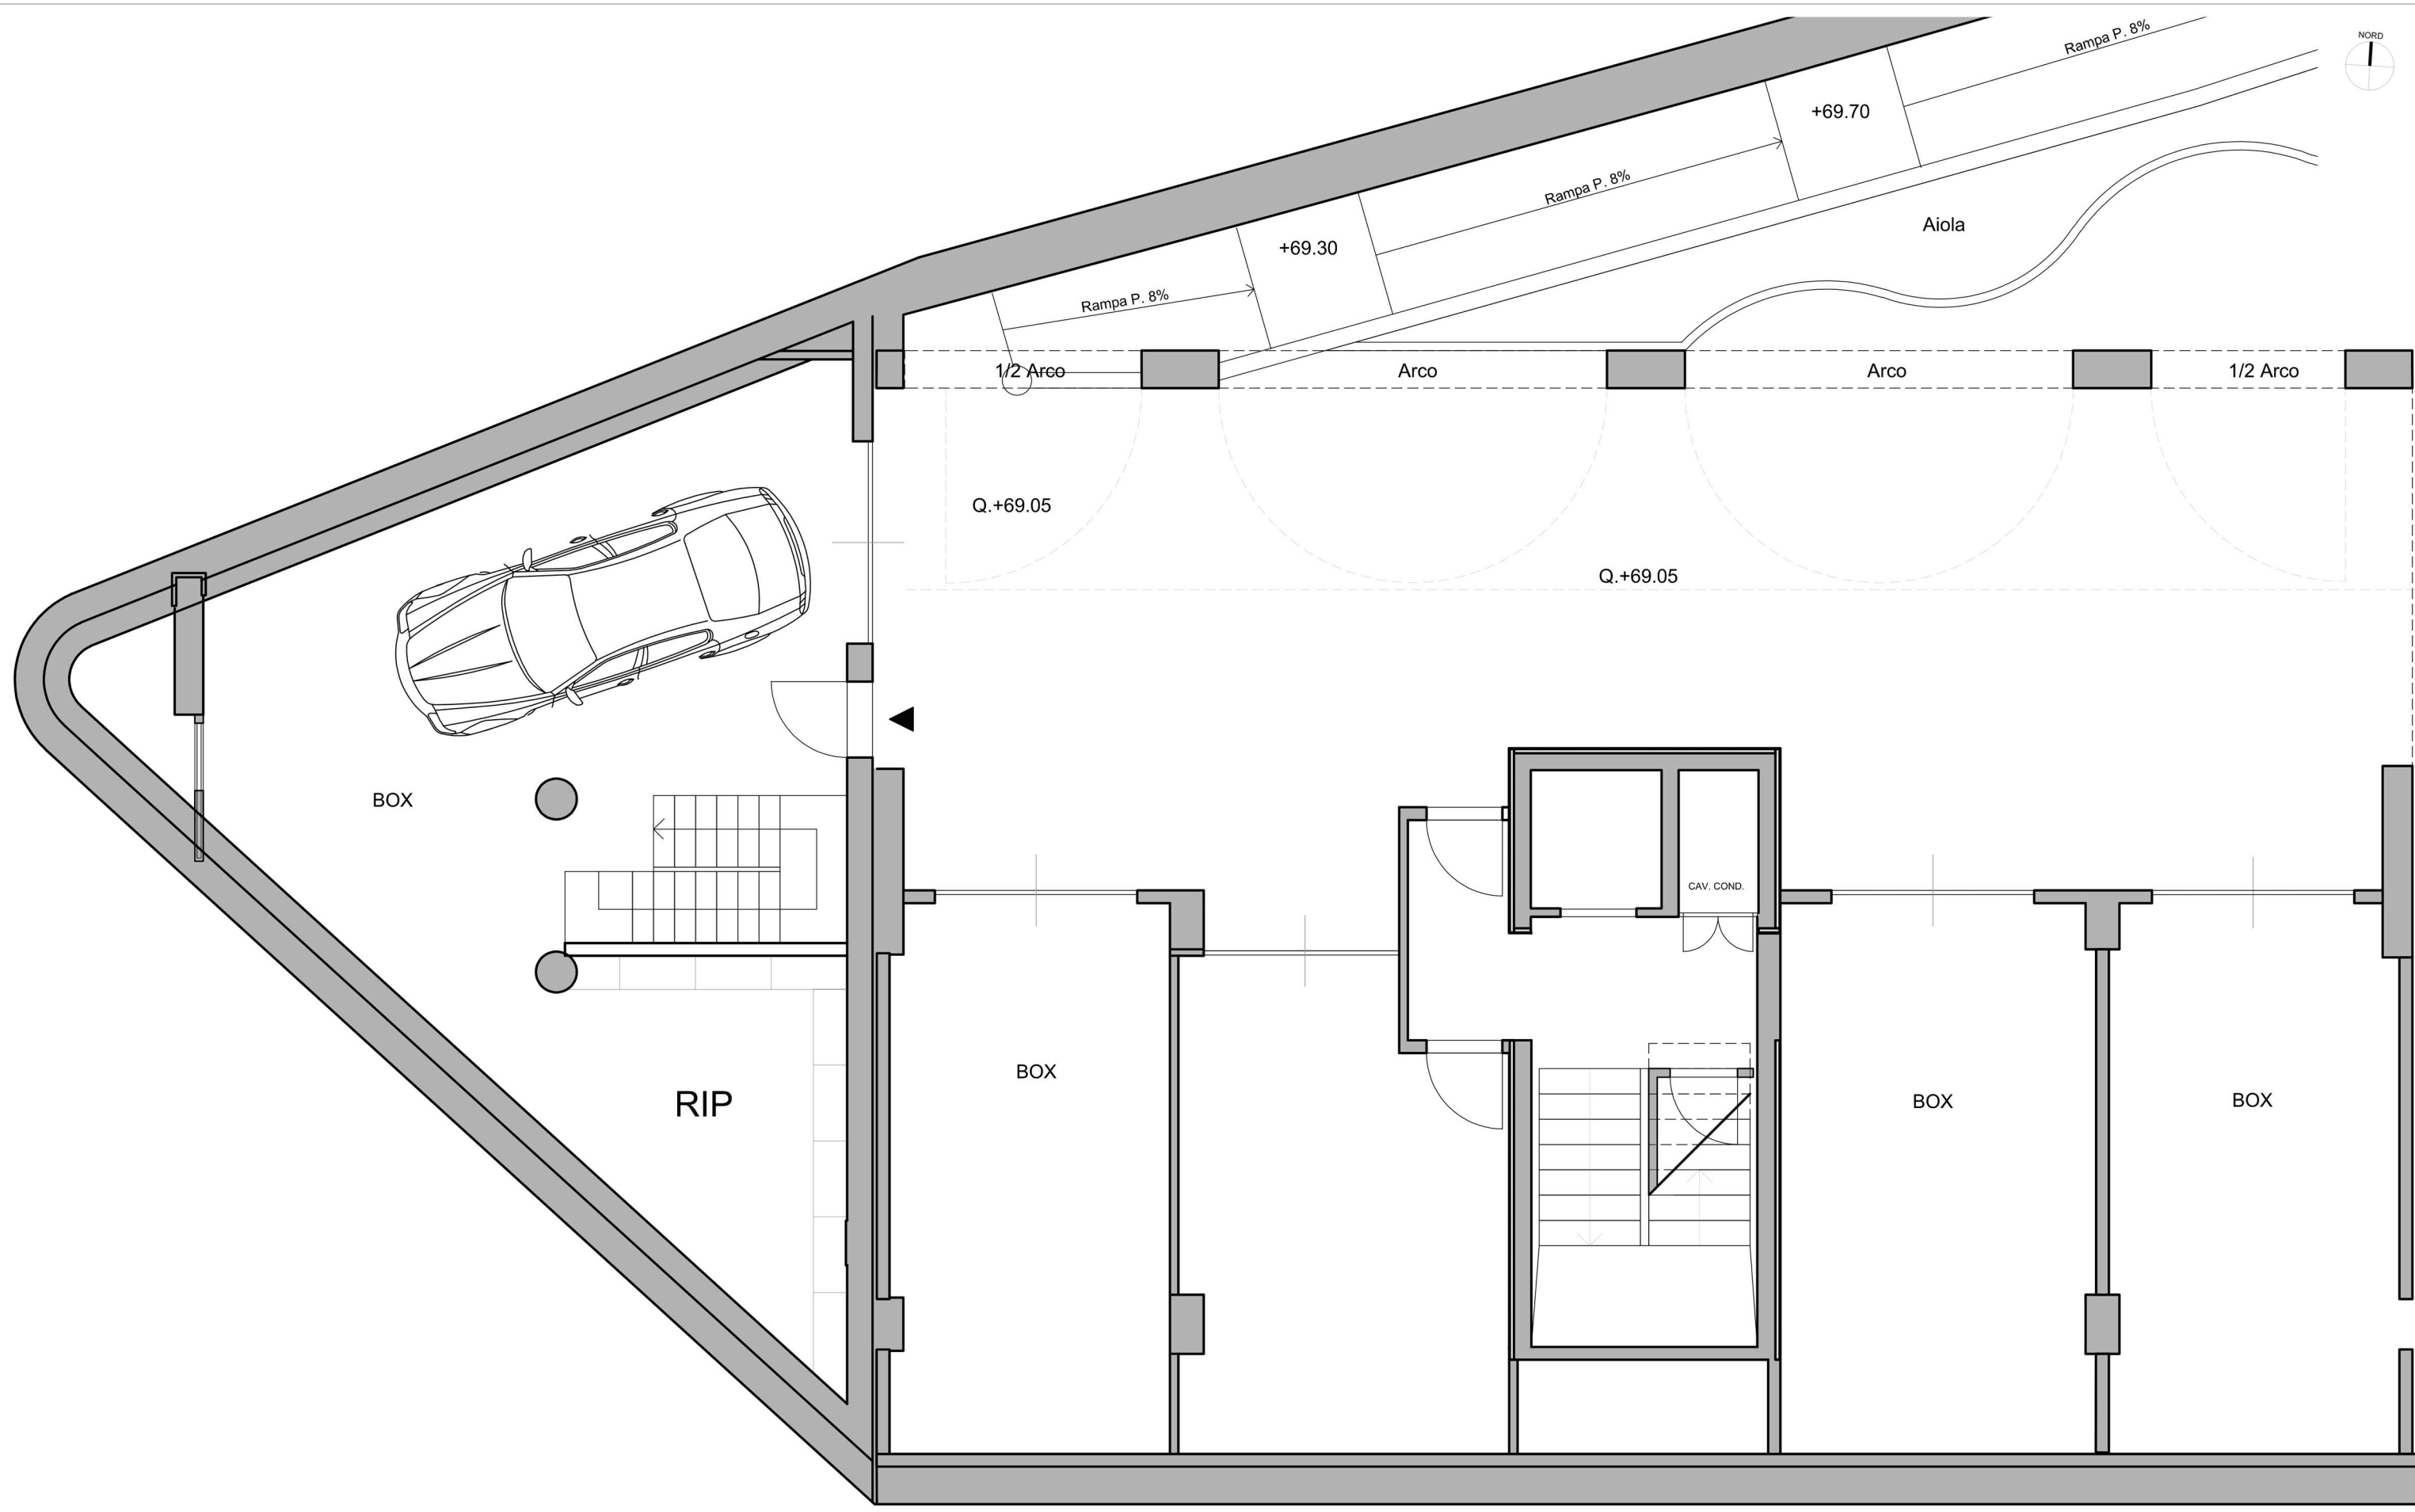 Rampa P. 8%
NORD
+69.70
Rampa P. 8%
Aiola
+69.30
Rampa P. 8%
1/2 Arco
Arco
Arco
1/2 Arco
Q.+69.05
Q.+69.05
BOX
CAV. COND.
BOX
RIP
BOX
BOX